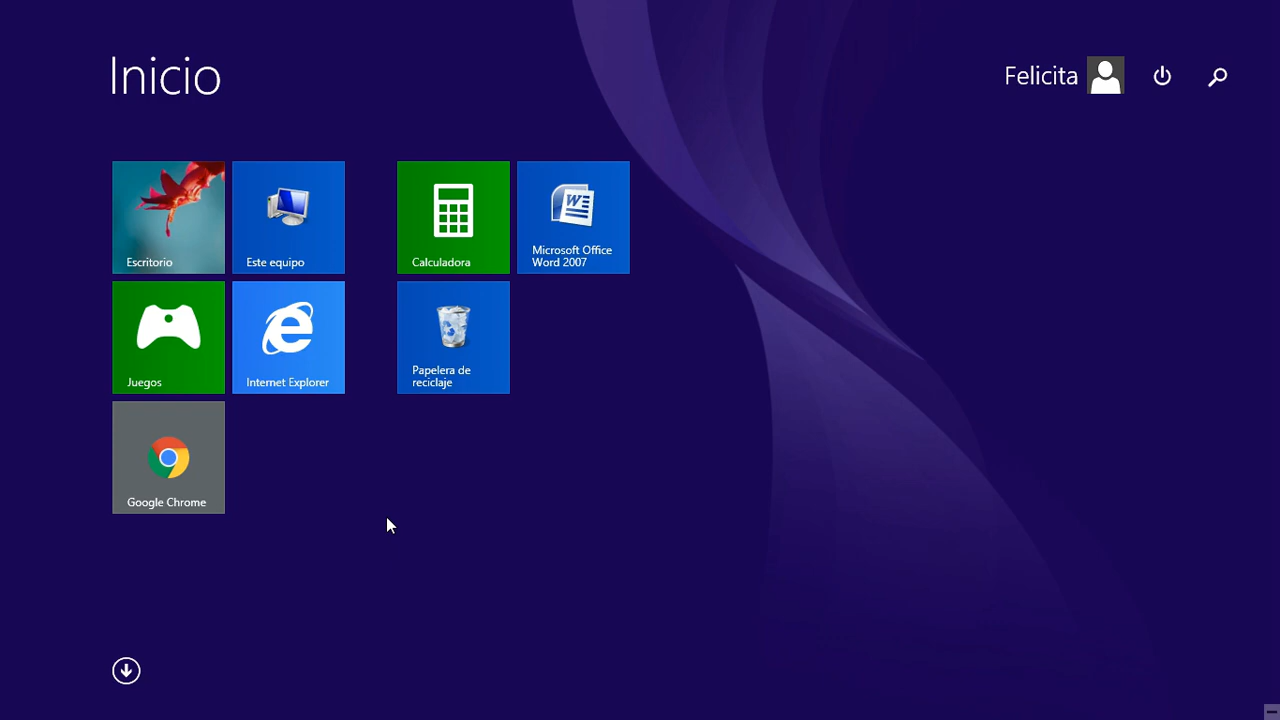 Inicio
Felicita
Escritorio
Este equipo
Calculadora
Microsoft Office
Word 2007
Juegos
Internet Explorer
Papelera de
reciclaje
Google Chrome